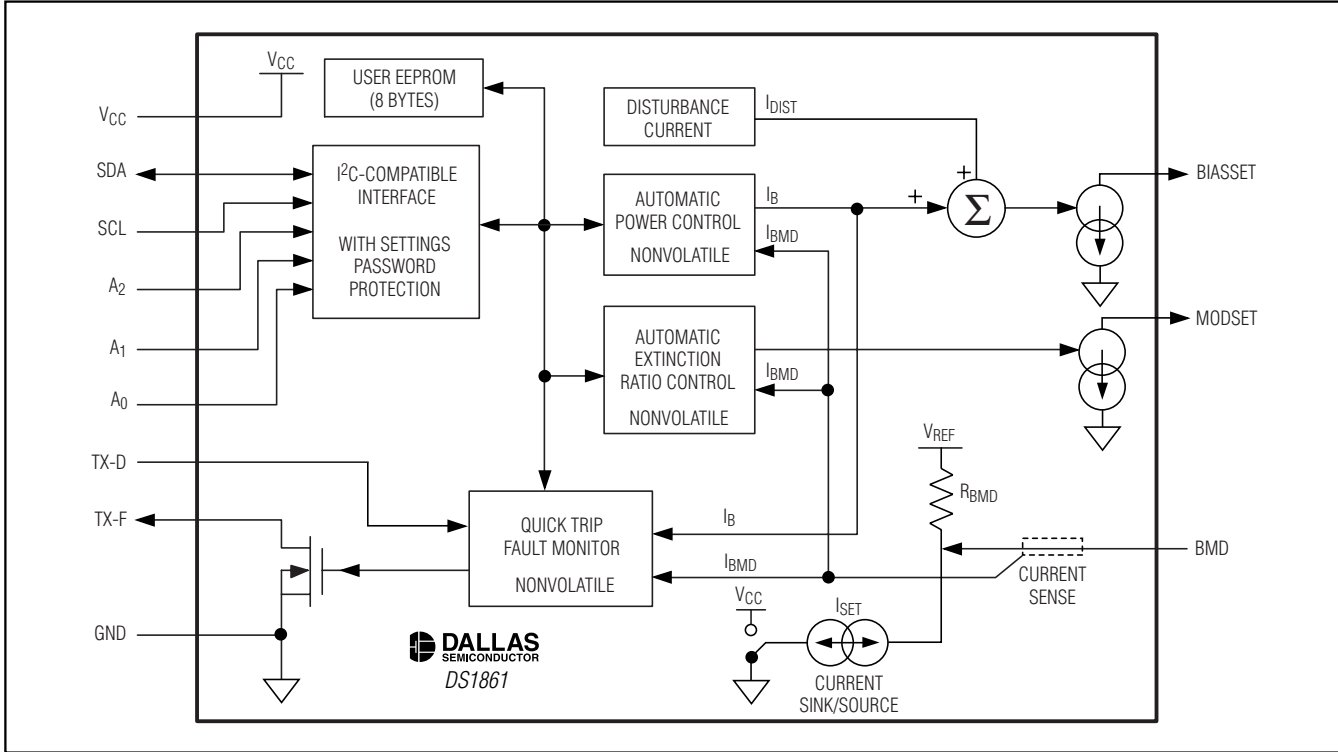 VCC
USER EEPROM
(8 BYTES)
DISTURBANCE
CURRENT
IDIST
VCC
SDA
I2C-COMPATIBLE
INTERFACE
WITH SETTINGS
PASSWORD
PROTECTION
AUTOMATIC
POWER CONTROL
NONVOLATILE
IB
IBMD
+
+
Σ
BIASSET
SCL
A2
A1
A0
AUTOMATIC
EXTINCTION
RATIO CONTROL
NONVOLATILE
IBMD
MODSET
VREF
RBMD
TX-D
TX-F
QUICK TRIP
FAULT MONITOR
NONVOLATILE
IB
IBMD
BMD
CURRENT
SENSE
VCC
ISET
GND
DALLAS
SEMICONDUCTOR
DS1861
CURRENT
SINK/SOURCE